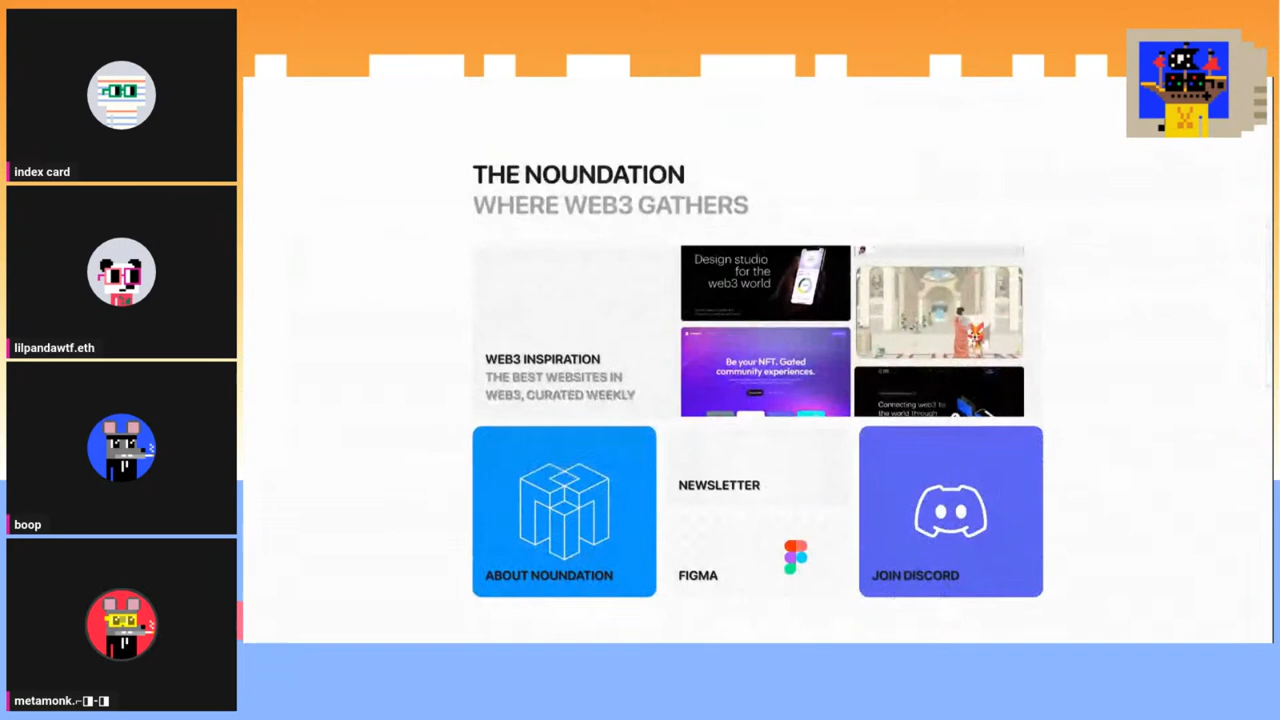 index card
lilpandawtf.eth
boop
metamonk.⌐◨-◨
THE NOUNDATION
WHERE WEB3 GATHERS
WEB3 INSPIRATION
THE BEST WEBSITES IN
WEB3, CURATED WEEKLY
Design studio
for the
web3 world
Be your NFT. Gated
community experiences.
Connecting web3 to
the world through
ABOUT NOUNDATION
NEWSLETTER
FIGMA
JOIN DISCORD